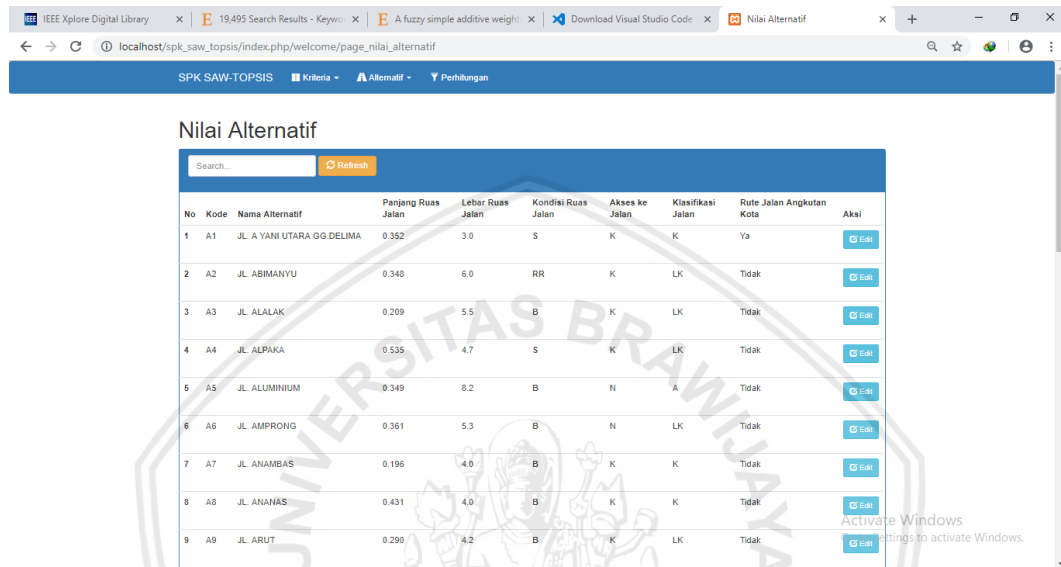 IEEE Xplore Digital Library
19,495 Search Results - Keywo
A fuzzy simple additive weight
Download Visual Studio Code
Nilai Alternatif
localhost/spk_saw_topsis/index.php/welcome/page_nilai_alternatif
SPK SAW-TOPSIS Kriteria Alternatif Perhitungan
Nilai Alternatif
Search... Refresh
No Kode Nama Alternatif Panjang Ruas Jalan Lebar Ruas Jalan Kondisi Ruas Jalan Akses ke Jalan Klasifikasi Jalan Rute Jalan Angkutan Kota Aksi
1 A1 JL. A YANI UTARA GG.DELIMA 0.352 3.0 S K K Ya Edit
2 A2 JL. ABIMANYU 0.348 6.0 RR K LK Tidak Edit
3 A3 JL. ALALAK 0.209 5.5 B K LK Tidak Edit
4 A4 JL. ALPAKA 0.535 4.7 S K LK Tidak Edit
5 A5 JL. ALUMINIUM 0.349 8.2 B N A Tidak Edit
6 A6 JL. AMPRONG 0.361 5.3 B N LK Tidak Edit
7 A7 JL. ANAMBAS 0.196 4.0 B K K Tidak Edit
8 A8 JL. ANANAS 0.431 4.0 B K K Tidak Edit
9 A9 JL. ARUT 0.290 4.2 B K LK Tidak Edit
Activate Windows
ettings to activate Windows.
UNIVERSITAS BRAWIJAYA